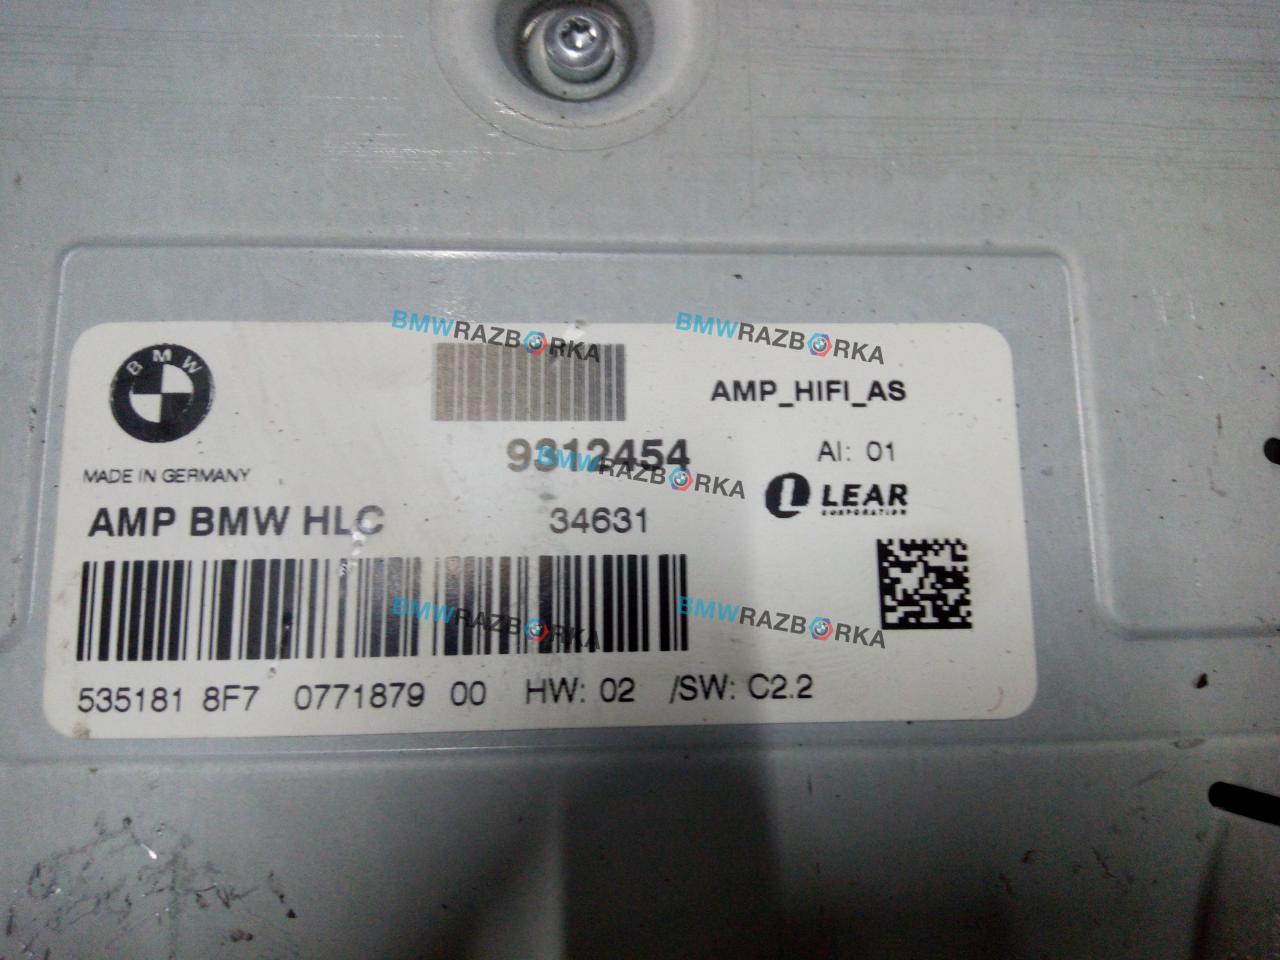 BMW
BMWRAZBORKA
BMWRAZBORKA
AMP_HIFI_AS
9312454
AI: 01
BMWRAZBORKA
MADE IN GERMANY
LEAR
CORPORATION
AMP BMW HLC 34631
BMWRAZBORKA
BMWRAZBORKA
535181 8F7 0771879 00 HW: 02 /SW: C2.2